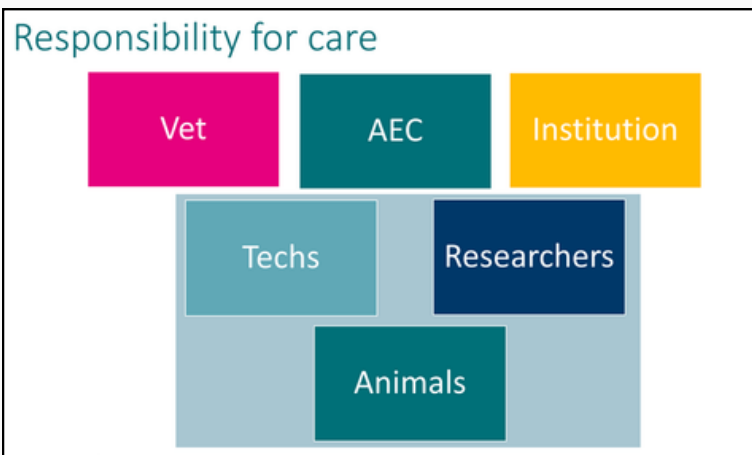 Responsibility for care
Vet
AEC
Institution
Techs
Researchers
Animals